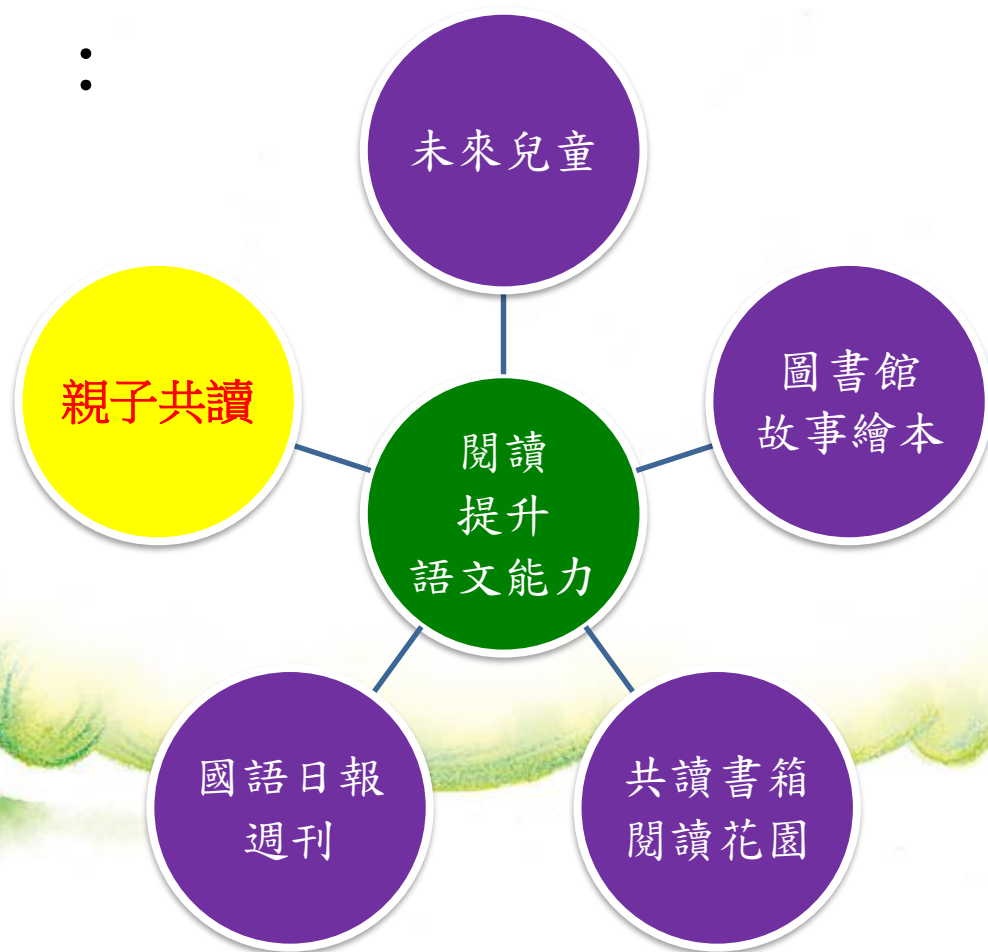 ：
未來兒童
圖書館
故事繪本
共讀書箱
閱讀花園
國語日報
週刊
親子共讀
閱讀
提升
語文能力